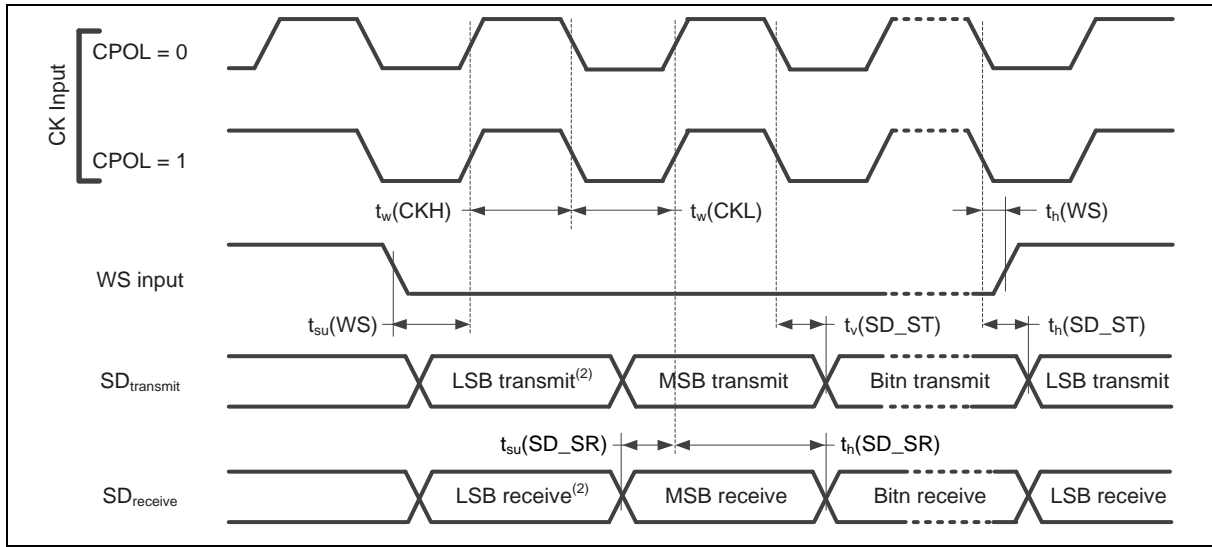 CK Input
CPOL = 0
CPOL = 1
tw(CKH)
tw(CKL)
th(WS)
WS input
tsu(WS)
tv(SD_ST)
th(SD_ST)
SDtransmit
LSB transmit(2)
MSB transmit
Bitn transmit
LSB transmit
tsu(SD_SR)
th(SD_SR)
SDreceive
LSB receive(2)
MSB receive
Bitn receive
LSB receive